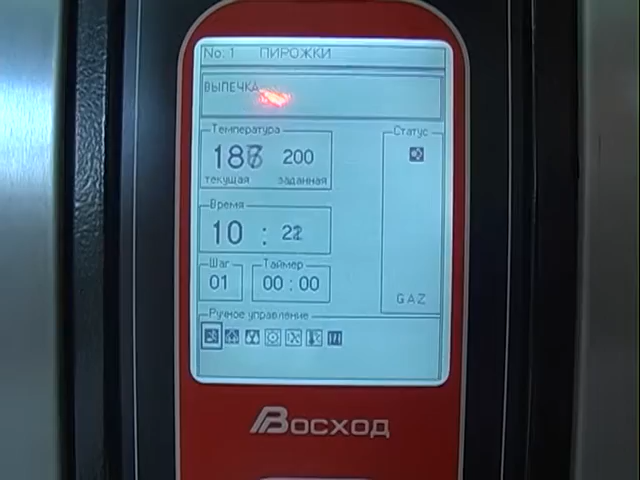 No: 1 ПИРОЖКИ
ВЫПЕЧКА
Температура
200
текущая заданная
Статус
Время
10 :
Шаг
01
Таймер
00 : 00
GAZ
Ручное управление
Восход